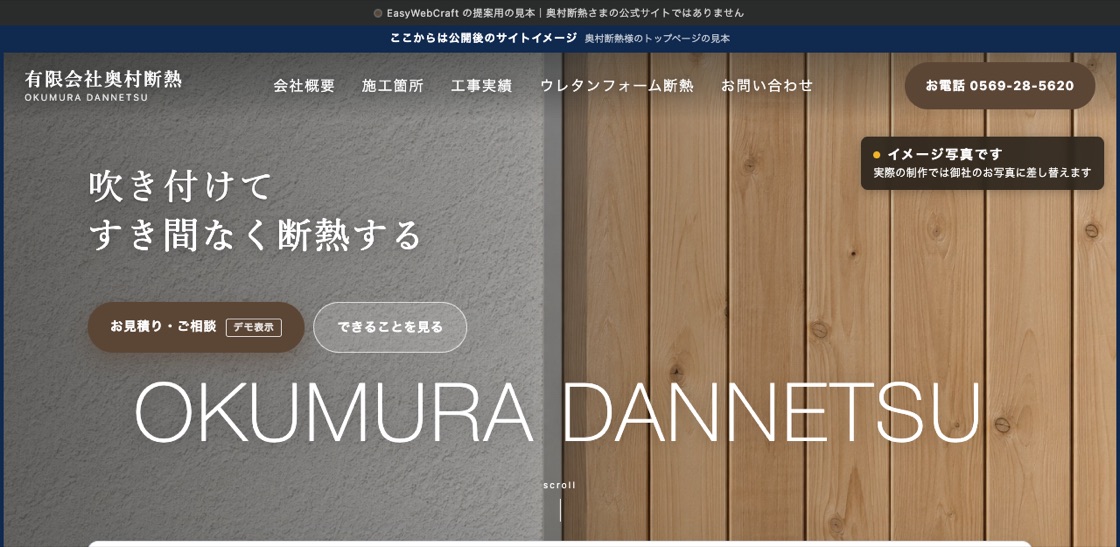 EasyWebCraft の提案用の見本｜奥村断熱さまの公式サイトではありません
ここからは公開後のサイトイメージ 奥村断熱様のトップページの見本
有限会社奥村断熱
OKUMURA DANNETSU
会社概要 施工箇所 工事実績 ウレタンフォーム断熱 お問い合わせ
お電話 0569-28-5620
イメージ写真です
実際の制作では御社のお写真に差し替えます
吹き付けて
すき間なく断熱する
お見積り・ご相談 デモ表示
できることを見る
OKUMURA DANNETSU
scroll